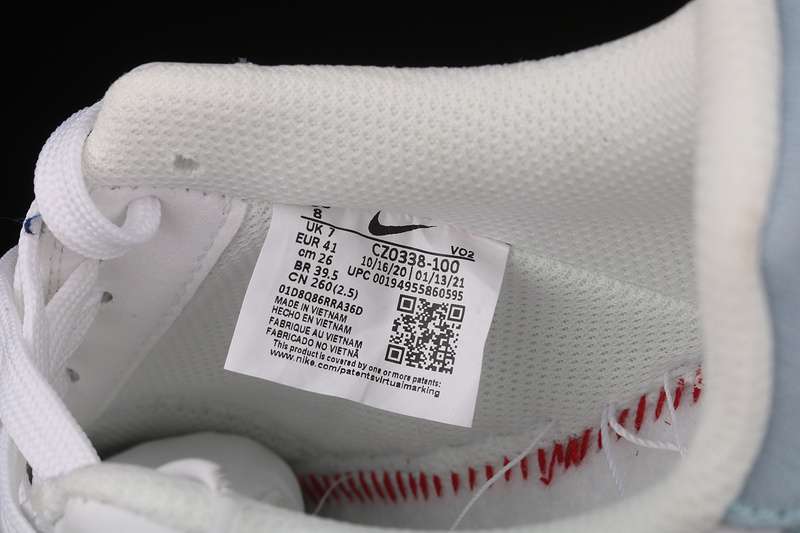 8
UK 7
EUR 41
cm 26
BR 39.5
CN 260(2.5)
VO2
CZ0338-100
10/16/20 | 01/13/21
UPC 00194955860595
01D8Q86RRA36D
MADE IN VIETNAM
HECHO EN VIETNAM
FABRIQUE AU VIETNAM
FABRICADO NO VIETNÃ
This product is covered by one or more patents:
www.nike.com/patentsvirtualmarking